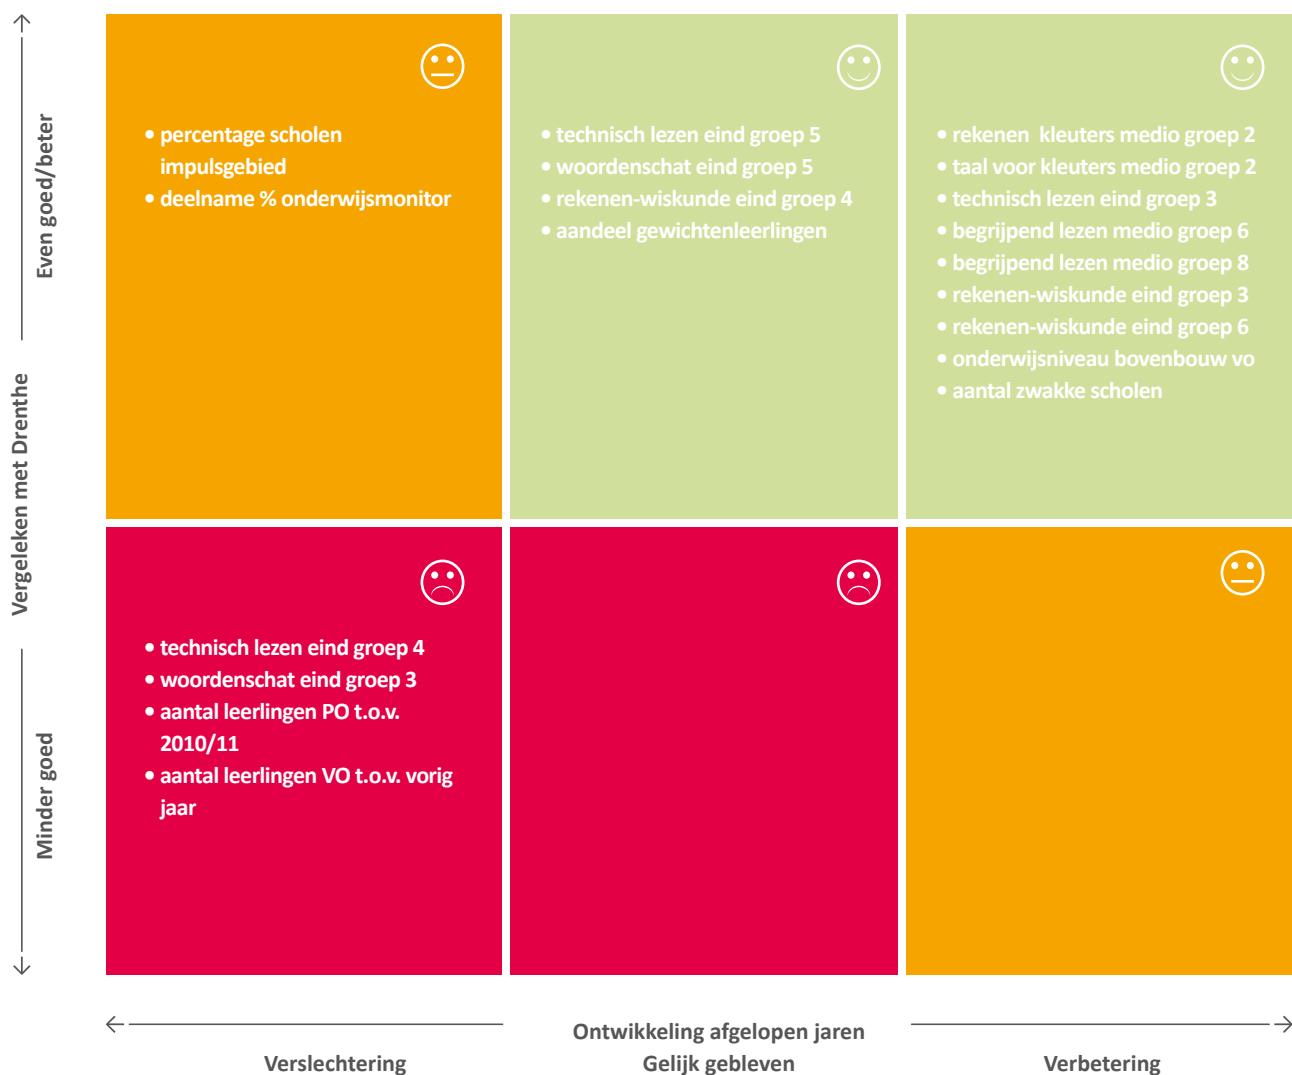 Even goed/beter
Vergeleken met Drenthe
Minder goed
• percentage scholen
impulsgebied
• deelname % onderwijsmonitor
• technisch lezen eind groep 5
• woordenschat eind groep 5
• rekenen-wiskunde eind groep 4
• aandeel gewichtenleerlingen
• rekenen kleuters medio groep 2
• taal voor kleuters medio groep 2
• technisch lezen eind groep 3
• begrijpend lezen medio groep 6
• begrijpend lezen medio groep 8
• rekenen-wiskunde eind groep 3
• rekenen-wiskunde eind groep 6
• onderwijsniveau bovenbouw vo
• aantal zwakke scholen
• technisch lezen eind groep 4
• woordenschat eind groep 3
• aantal leerlingen PO t.o.v.
2010/11
• aantal leerlingen VO t.o.v. vorig
jaar
Ontwikkeling afgelopen jaren
Verslechtering
Gelijk gebleven
Verbetering